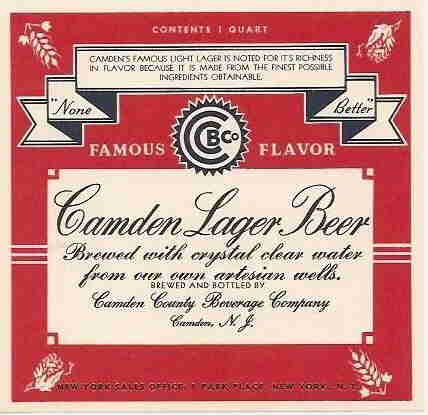 CONTENTS 1 QUART
CAMDEN'S FAMOUS LIGHT LAGER IS NOTED FOR IT'S RICHNESS
IN FLAVOR BECAUSE IT IS MADE FROM THE FINEST POSSIBLE
INGREDIENTS OBTAINABLE.
"None Better"
CCBCo
FAMOUS FLAVOR
Camden Lager Beer
Brewed with crystal clear water
from our own artesian wells.
BREWED AND BOTTLED BY
Camden County Beverage Company
Camden, N. J.
NEW YORK SALES OFFICE, 1 PARK PLACE, NEW YORK, N. Y.